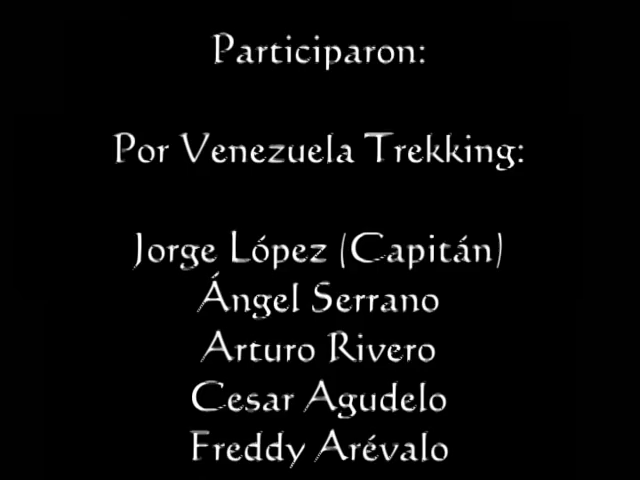 Participaron:
Por Venezuela Trekking:
Jorge López (Capitán)
Ángel Serrano
Arturo Rivero
Cesar Agudelo
Freddy Arévalo